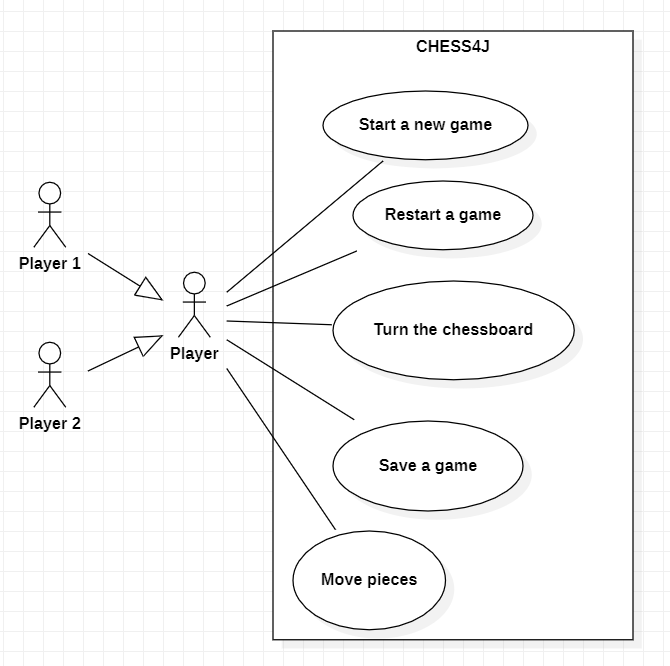 CHESS4J
Start a new game
Restart a game
Player 1
Turn the chessboard
Player
Player 2
Save a game
Move pieces